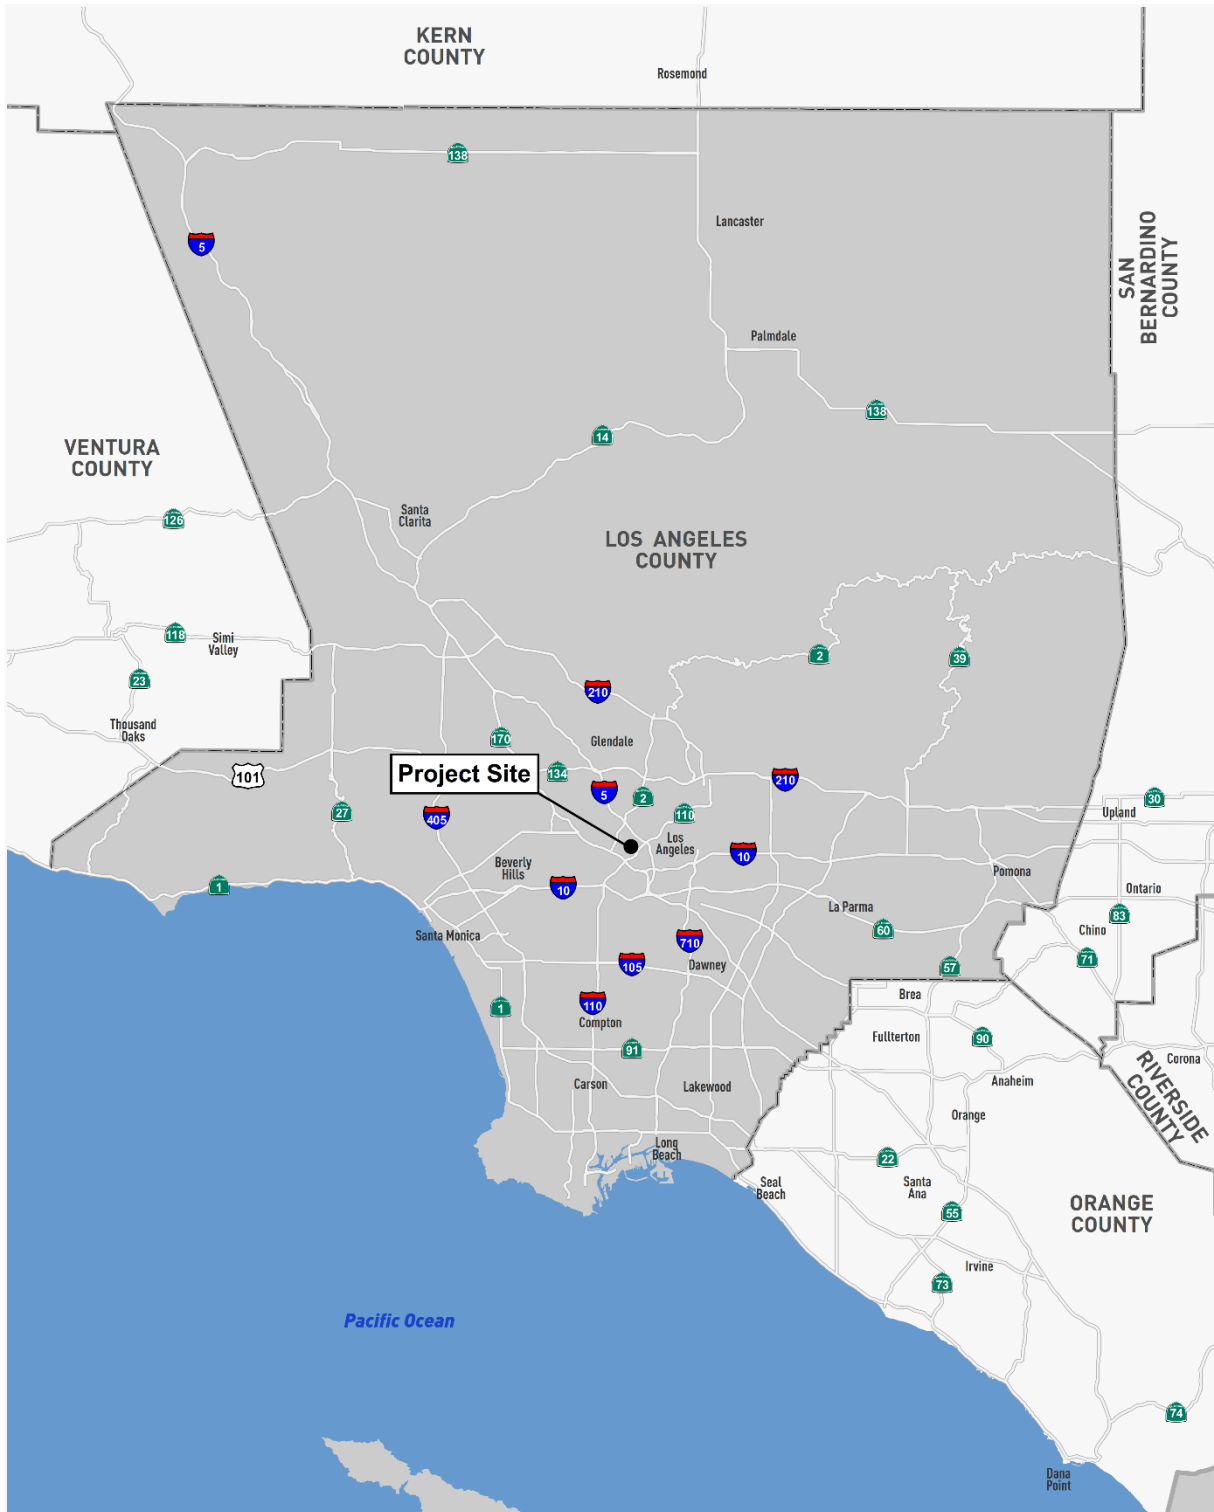 KERN
COUNTY
Rosemond
138
Lancaster
5
SAN
BERNARDINO
COUNTY
Palmdale
138
14
VENTURA
COUNTY
Santa
Clarita
126
LOS ANGELES
COUNTY
118
Simi
Valley
2
39
23
210
Thousand
Oaks
170
Glendale
Project Site
134
101
210
5
2
30
27
405
110
Upland
Los
Angeles
10
Beverly
Hills
Pomona
1
10
Ontario
La Parma
83
Santa Monica
60
Chino
710
71
105
Dawney
57
Brea
110
1
Compton
Fullterton
90
91
Corona
Carson
Lakewood
Anaheim
RIVERSIDE
COUNTY
Orange
Long
Beach
22
Seal
Beach
Santa
Ana
55
ORANGE
COUNTY
Irvine
73
Pacific Ocean
74
Dana
Point